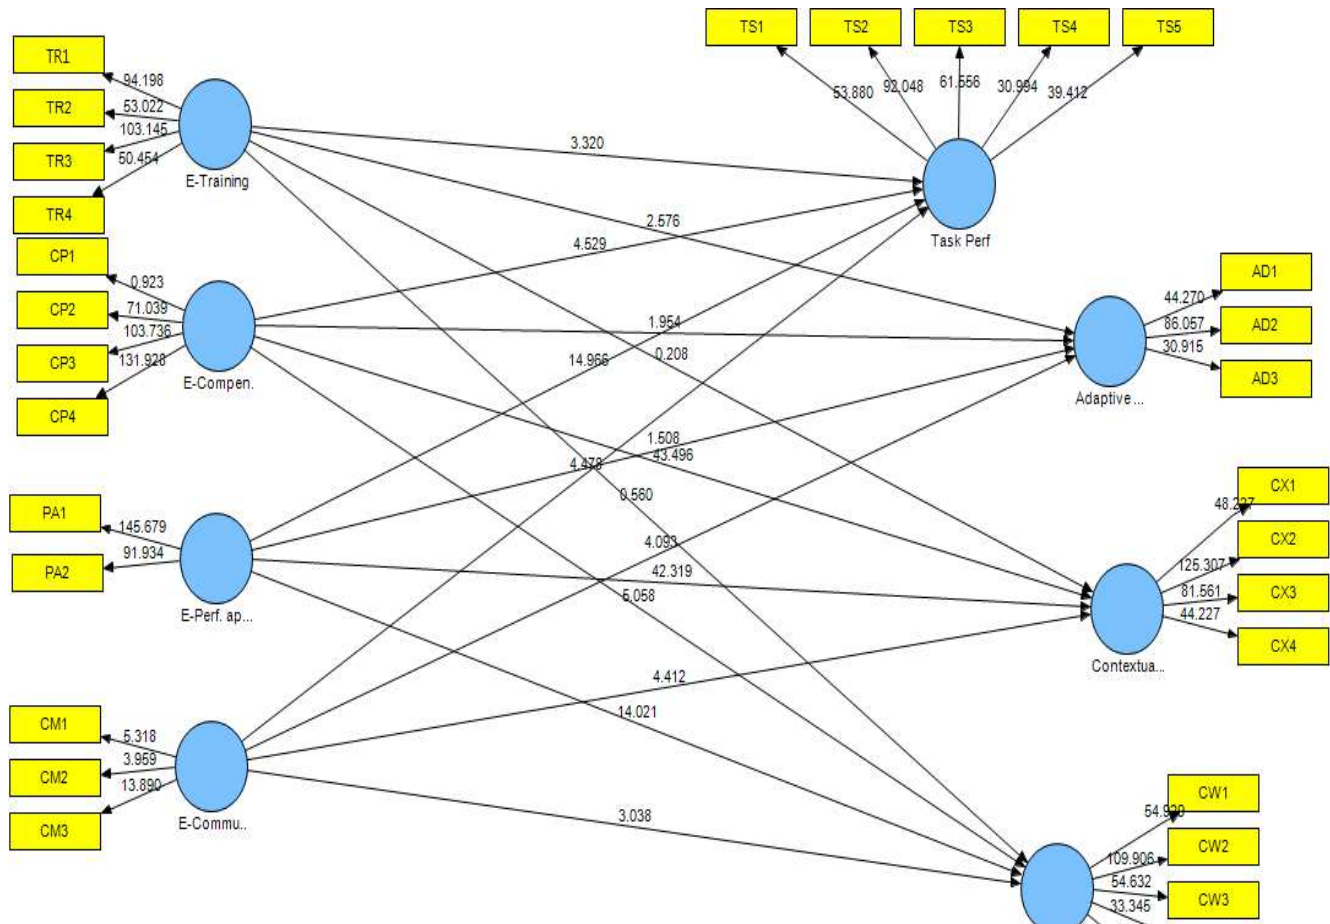 TS1
TS2
TS3
TS4
TS5
TR1
TR2
TR3
TR4
94.198
53.022
103.145
50.454
E-Training
53.880
92.048
61.556
30.994
39.412
Task Perf
3.320
2.576
4.529
CP1
CP2
CP3
CP4
0.923
71.039
103.736
131.928
E-Compen.
1.954
0.208
14.966
AD1
AD2
AD3
44.270
86.057
30.915
Adaptive ...
1.508
43.496
4.478
0.560
PA1
PA2
145.679
91.934
E-Perf. ap...
4.093
42.319
5.058
CX1
CX2
CX3
CX4
125.307
81.561
44.227
Contextua...
4.412
14.021
CM1
CM2
CM3
5.318
3.959
13.890
E-Commu..
3.038
CW1
CW2
CW3
109.906
54.632
33.345